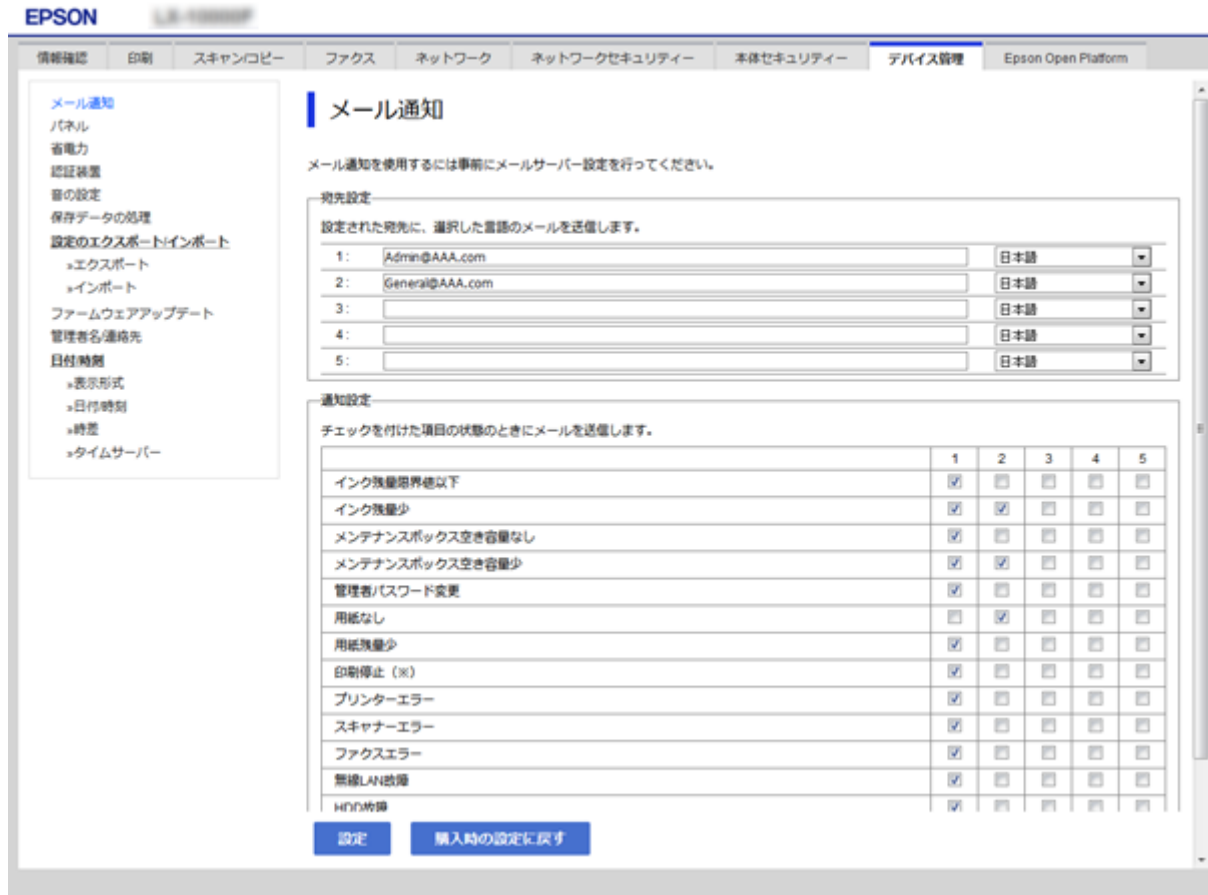 EPSON
情報確認 印刷 スキャン/コピー ファクス ネットワーク ネットワークセキュリティー 本体セキュリティー デバイス管理 Epson Open Platform
メール通知
パネル
省電力
認証装置
音の設定
保存データの処理
設定のエクスポート/インポート
»エクスポート
»インポート
ファームウェアアップデート
管理者名/連絡先
日付/時刻
»表示形式
»日付/時刻
»時差
»タイムサーバー
メール通知
メール通知を使用するには事前にメールサーバー設定を行ってください。
宛先設定
設定された宛先に、選択した言語のメールを送信します。
1: Admin@AAA.com 日本語
2: General@AAA.com 日本語
3: 日本語
4: 日本語
5: 日本語
通知設定
チェックを付けた項目の状態のときにメールを送信します。
1 2 3 4 5
インク残量限界値以下
インク残量少
メンテナンスボックス空き容量なし
メンテナンスボックス空き容量少
管理者パスワード変更
用紙なし
用紙残量少
印刷停止（※）
プリンターエラー
スキャナーエラー
ファクスエラー
無線LAN故障
HDD故障
設定 購入時の設定に戻す